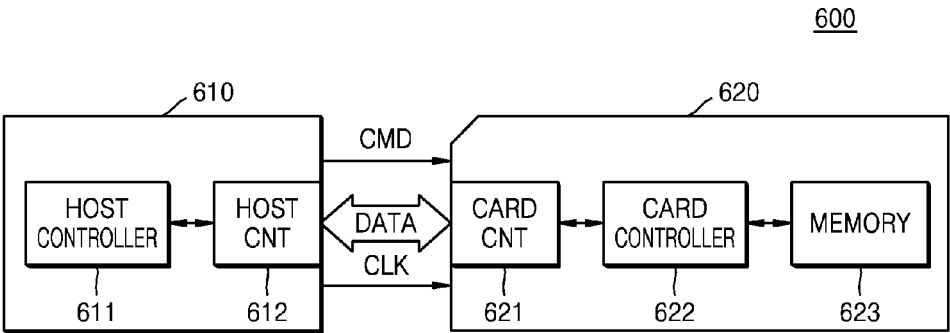 600
610
620
CMD
HOST
CONTROLLER
HOST
CNT
DATA
CARD
CNT
CARD
CONTROLLER
MEMORY
CLK
611
612
621
622
623